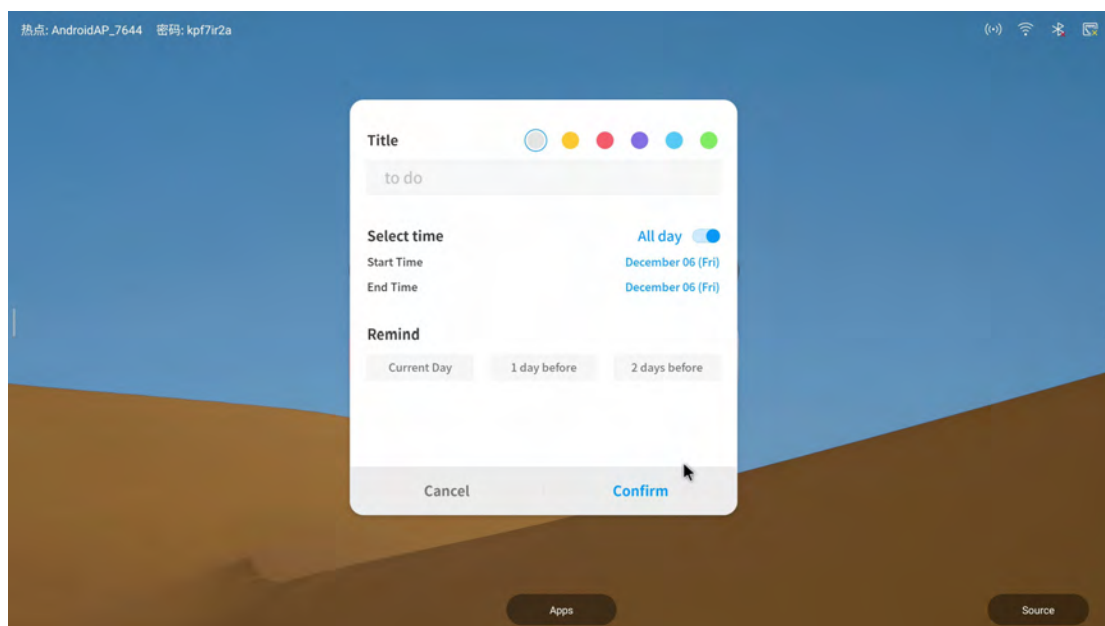 热点: AndroidAP_7644 密码: kpf7ir2a
Title
to do
Select time All day
Start Time December 06 (Fri)
End Time December 06 (Fri)
Remind
Current Day 1 day before 2 days before
Cancel Confirm
Apps Source